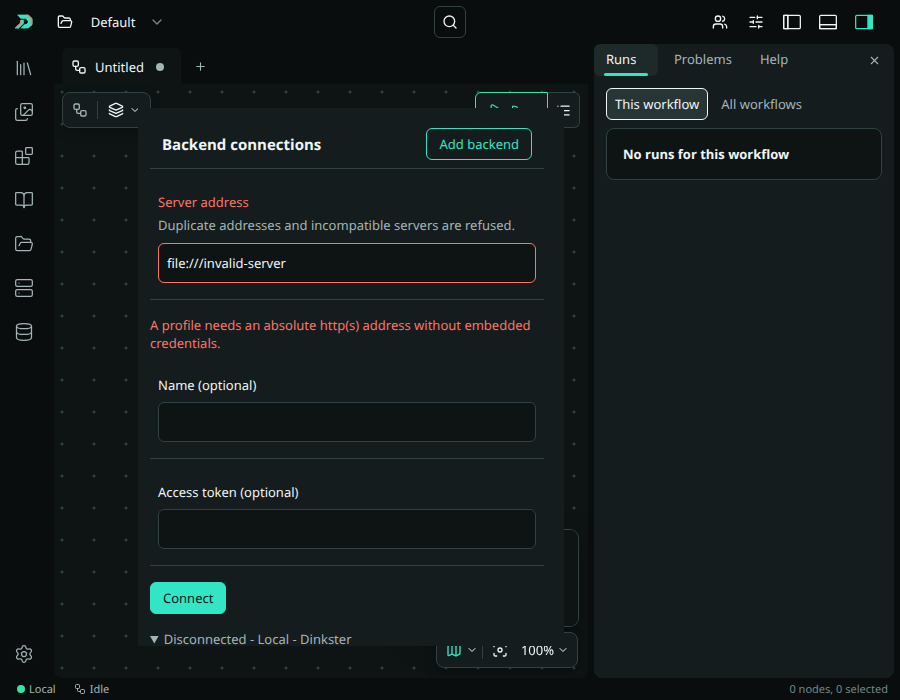 Default
Untitled
Runs
Problems
Help
This workflow
All workflows
No runs for this workflow
Backend connections
Add backend
Server address
Duplicate addresses and incompatible servers are refused.
file:///invalid-server
A profile needs an absolute http(s) address without embedded
credentials.
Name (optional)
Access token (optional)
Connect
Disconnected - Local - Dinkster
100%
Local
Idle
0 nodes, 0 selected